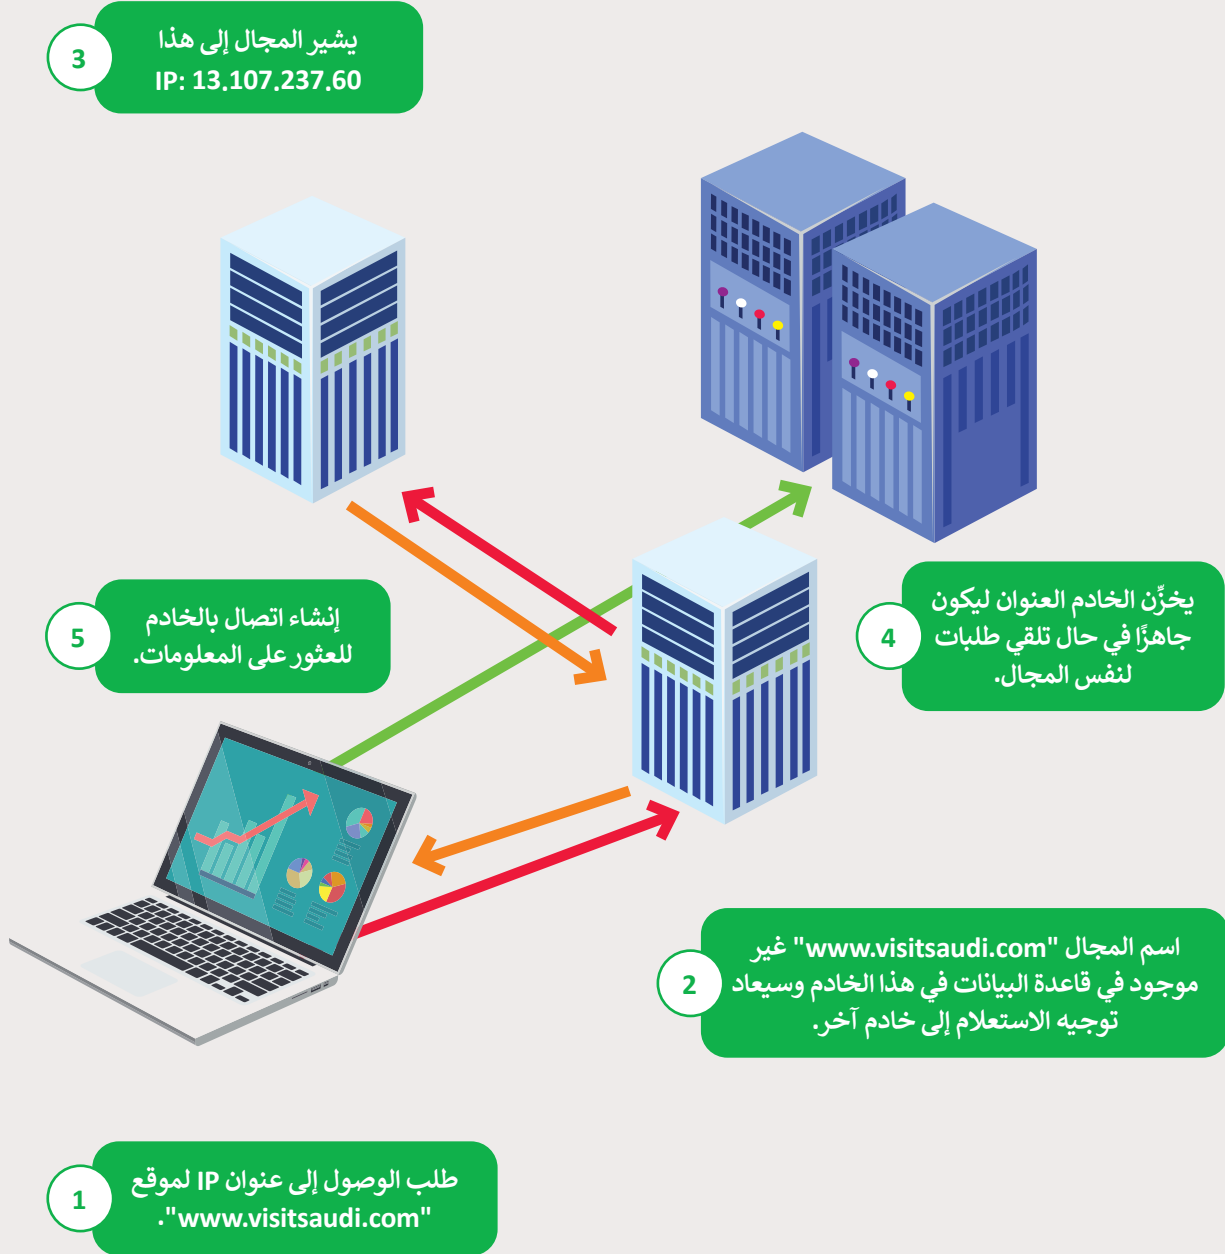 3
يشير المجال إلى هذا
IP: 13.107.237.60
5
إنشاء اتصال بالخادم
للعثور على المعلومات.
4
يخزِّن الخادم العنوان ليكون
جاهزًا في حال تلقي طلبات
لنفس المجال.
2
اسم المجال "www.visitsaudi.com" غير
موجود في قاعدة البيانات في هذا الخادم وسيعاد
توجيه الاستعلام إلى خادم آخر.
1
طلب الوصول إلى عنوان IP لموقع
"www.visitsaudi.com".